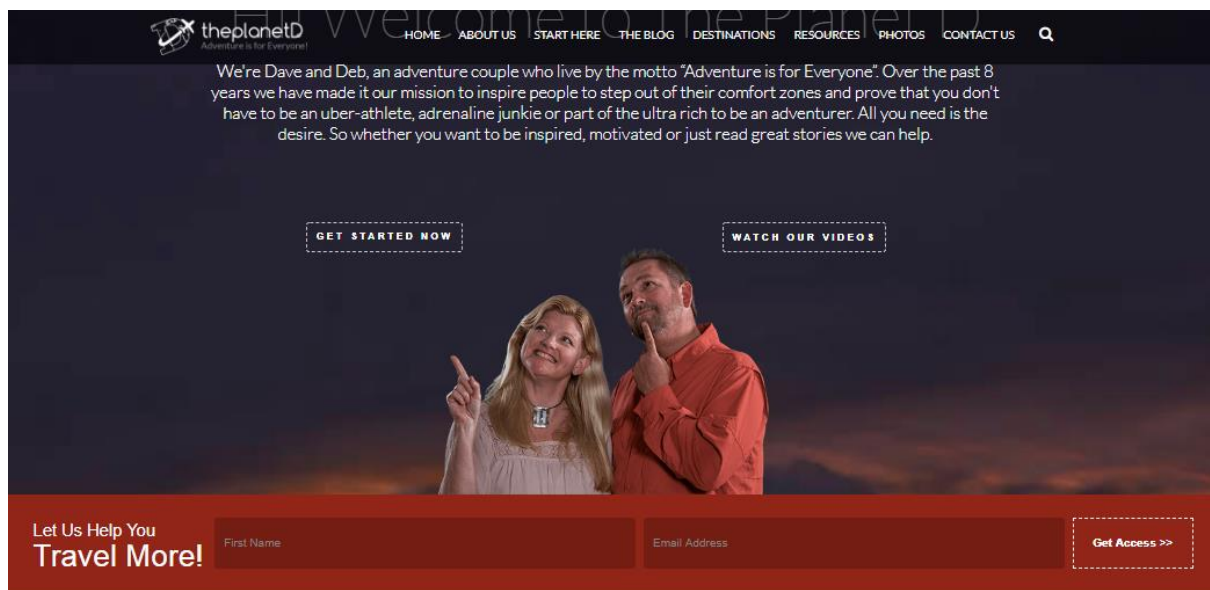 Hi! Welcome To The Planet D
theplanetD
Adventure is for Everyone!
HOME ABOUT US START HERE THE BLOG DESTINATIONS RESOURCES PHOTOS CONTACT US
We're Dave and Deb, an adventure couple who live by the motto "Adventure is for Everyone". Over the past 8
years we have made it our mission to inspire people to step out of their comfort zones and prove that you don't
have to be an uber-athlete, adrenaline junkie or part of the ultra rich to be an adventurer. All you need is the
desire. So whether you want to be inspired, motivated or just read great stories we can help.
GET STARTED NOW
WATCH OUR VIDEOS
Let Us Help You
Travel More!
First Name
Email Address
Get Access >>